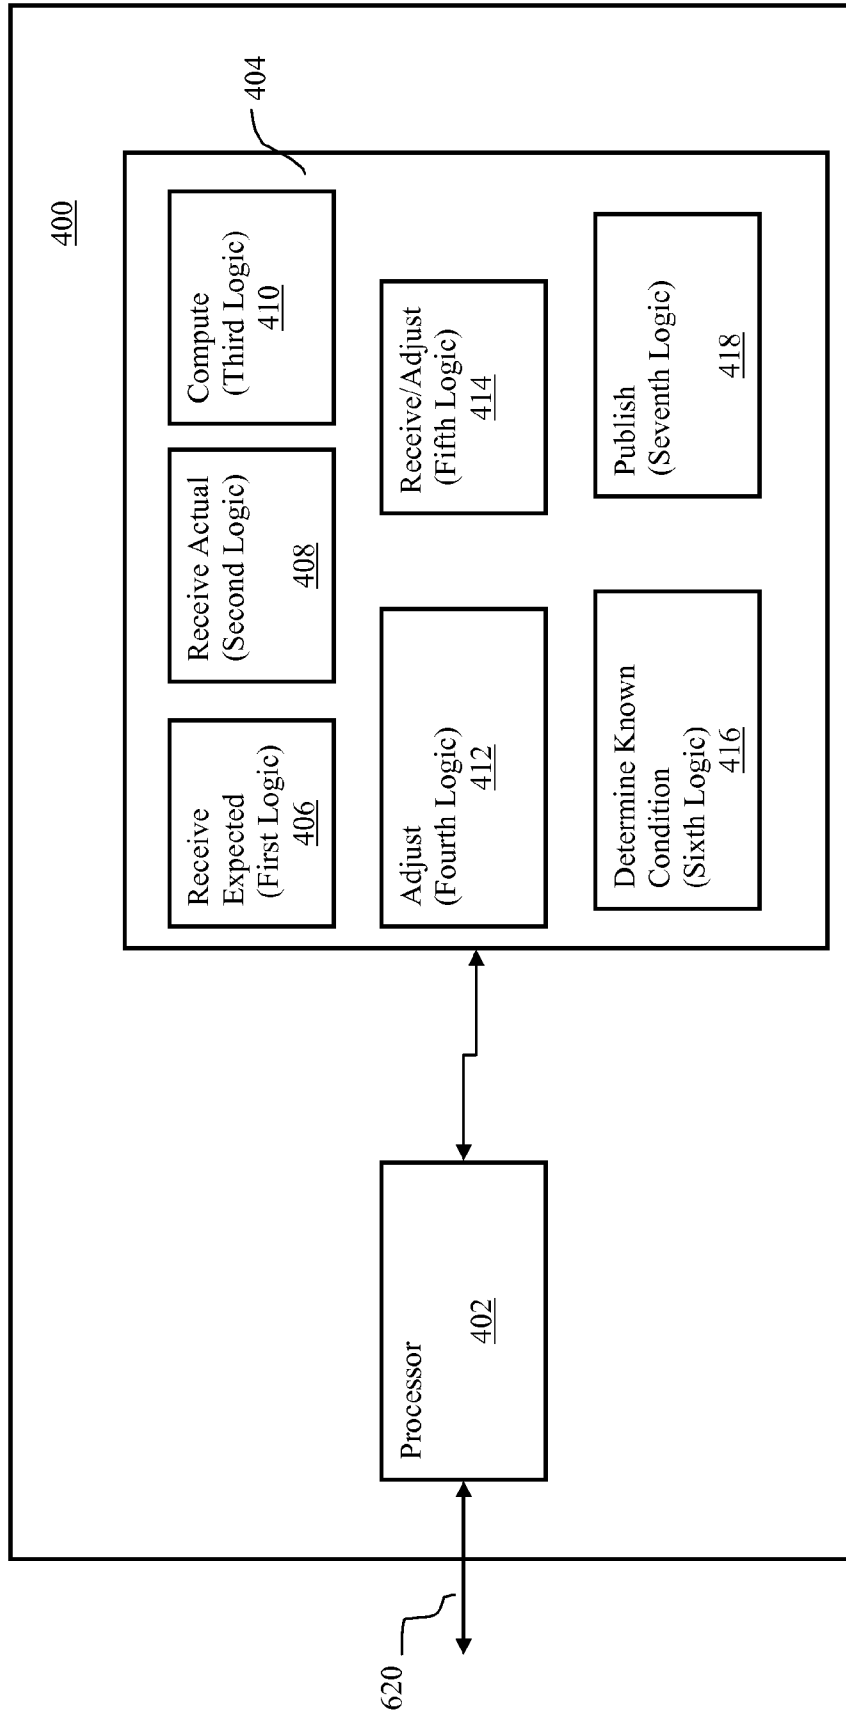 400
404
Receive
Expected
(First Logic)
406
Receive Actual
(Second Logic)
408
Compute
(Third Logic)
410
620
Processor
402
Adjust
(Fourth Logic)
412
Receive/Adjust
(Fifth Logic)
414
Determine Known
Condition
(Sixth Logic)
416
Publish
(Seventh Logic)
418